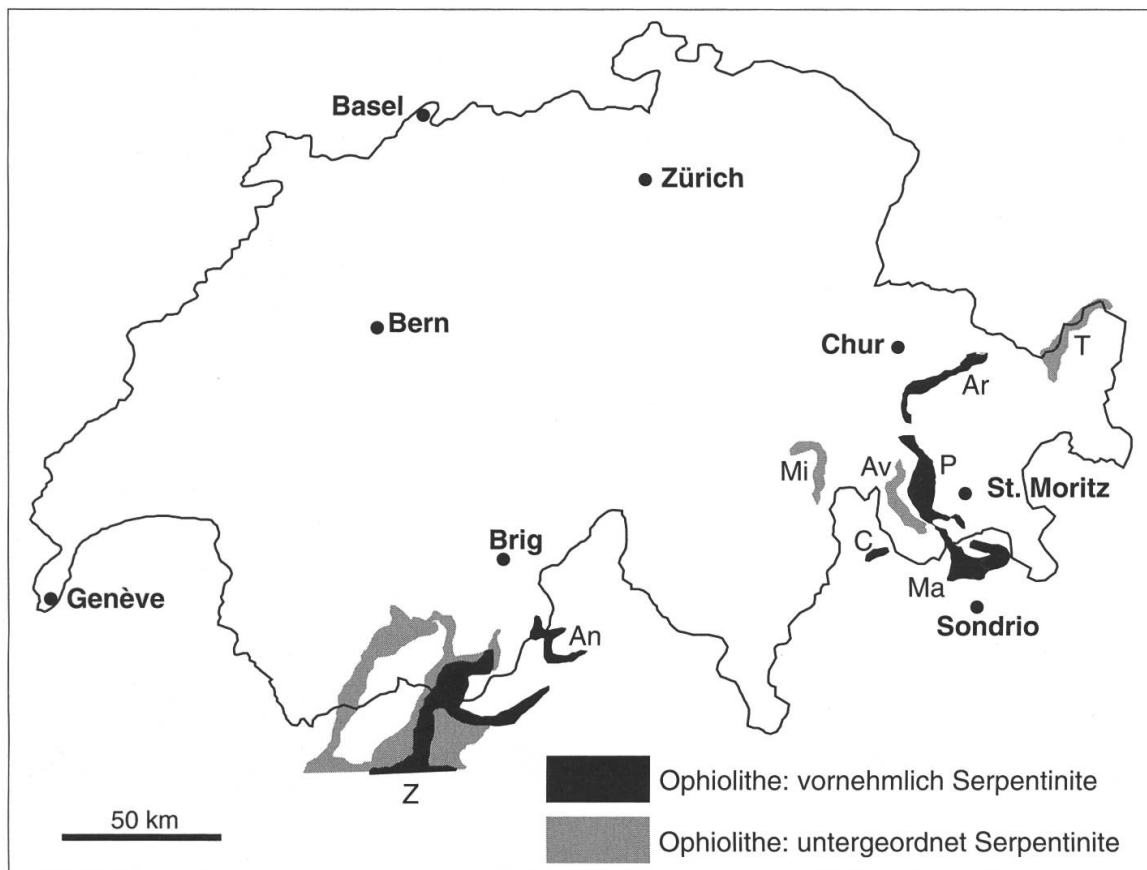 Basel
Zürich
Bern
Chur
T
Ar
Mi
Av
P
St. Moritz
Brig
C
Genève
Ma
An
Sondrio
Z
Ophiolithe: vornehmlich Serpentinite
50 km
Ophiolithe: untergeordnet Serpentinite